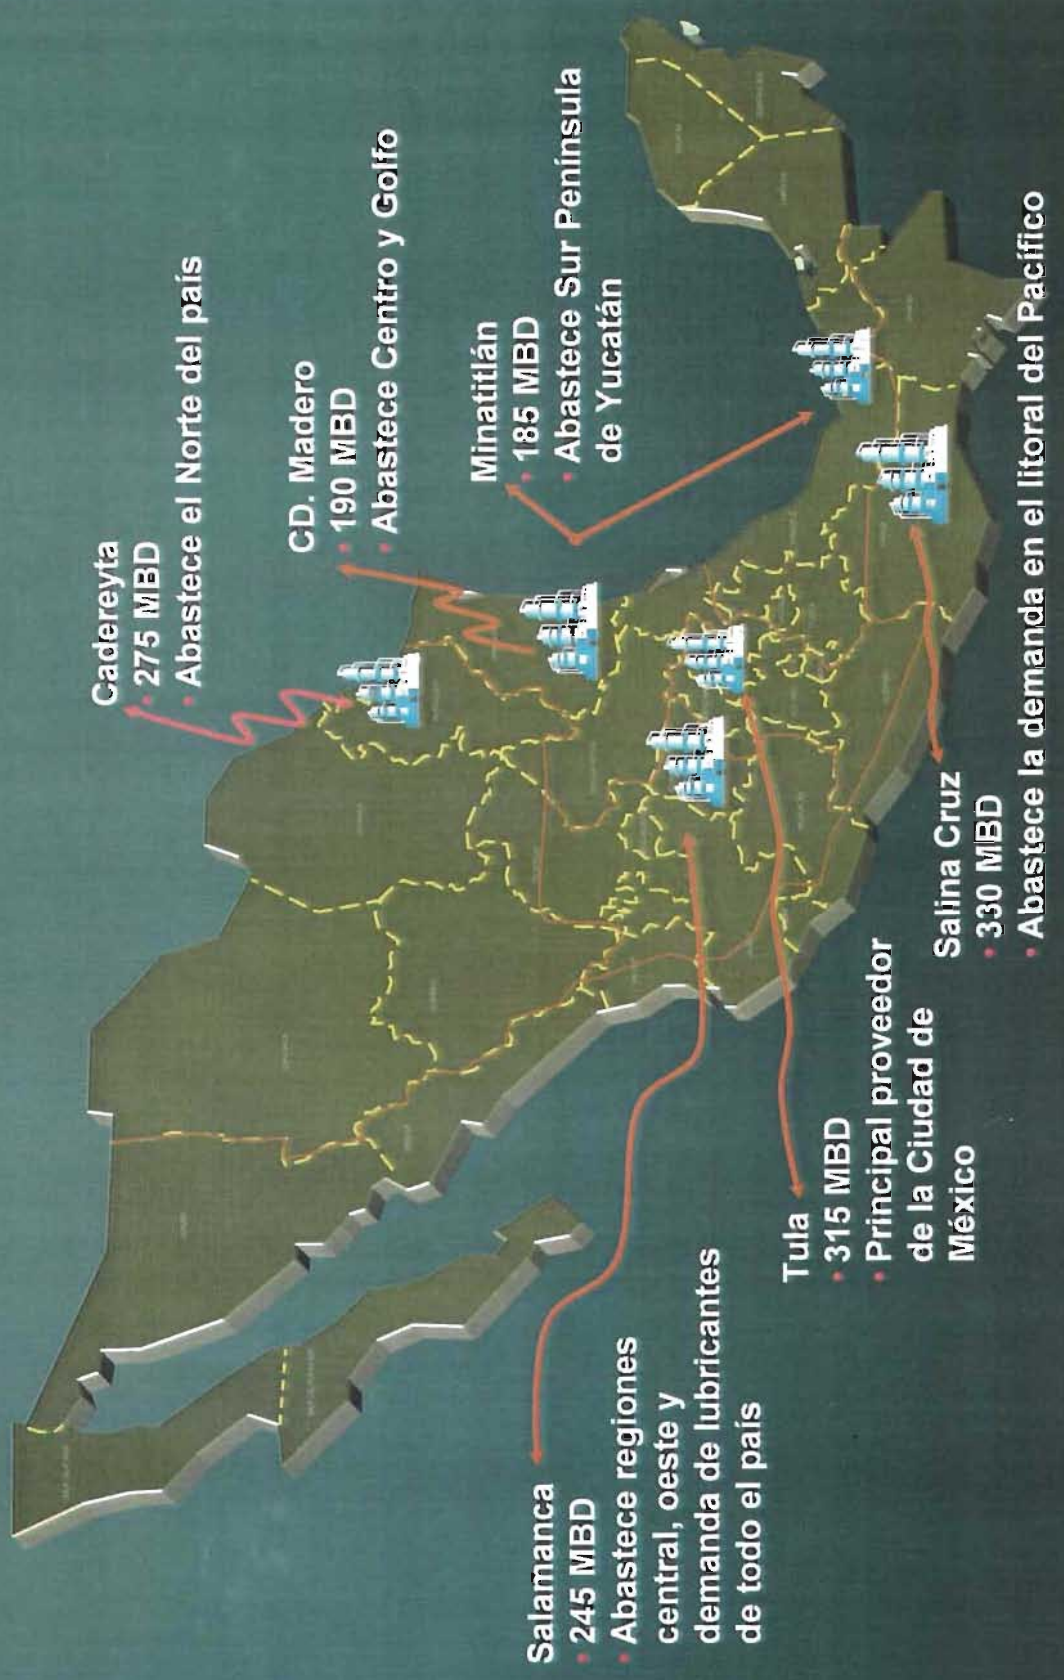 Cadereyta
• 275 MBD
• Abastece el Norte del país
CD. Madero
• 190 MBD
• Abastece Centro y Golfo
Minatitlán
• 185 MBD
• Abastece Sur Península
de Yucatán
Salamanca
• 245 MBD
• Abastece regiones
central, oeste y
demanda de lubricantes
de todo el país
Tula
• 315 MBD
• Principal proveedor
de la Ciudad de
México
Salina Cruz
• 330 MBD
• Abastece la demanda en el litoral del Pacífico